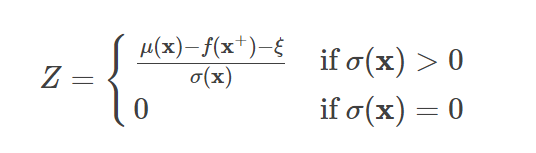 Z = { μ(x)−f(x⁺)−ξ / σ(x) if σ(x) > 0
0 if σ(x) = 0